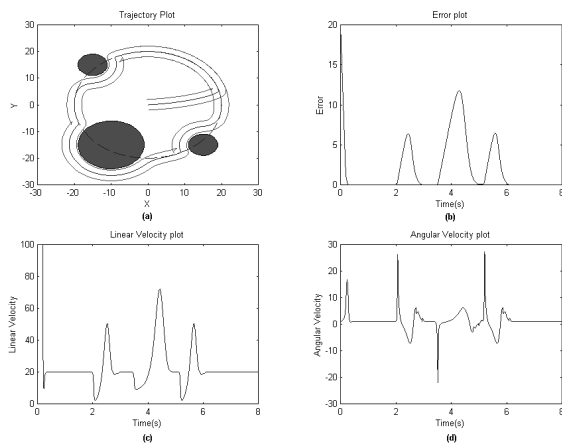 Trajectory Plot
30
20
10
0
-10
-20
-30
Y
-30
-20
-10
0
10
20
30
X
(a)
Error plot
20
15
10
5
0
Error
0
2
4
6
8
Time(s)
(b)
Linear Velocity plot
100
80
60
40
20
0
Linear Velocity
0
2
4
6
8
Time(s)
(c)
Angular Velocity plot
30
20
10
0
-10
-20
-30
Angular Velocity
0
2
4
6
8
Time(s)
(d)